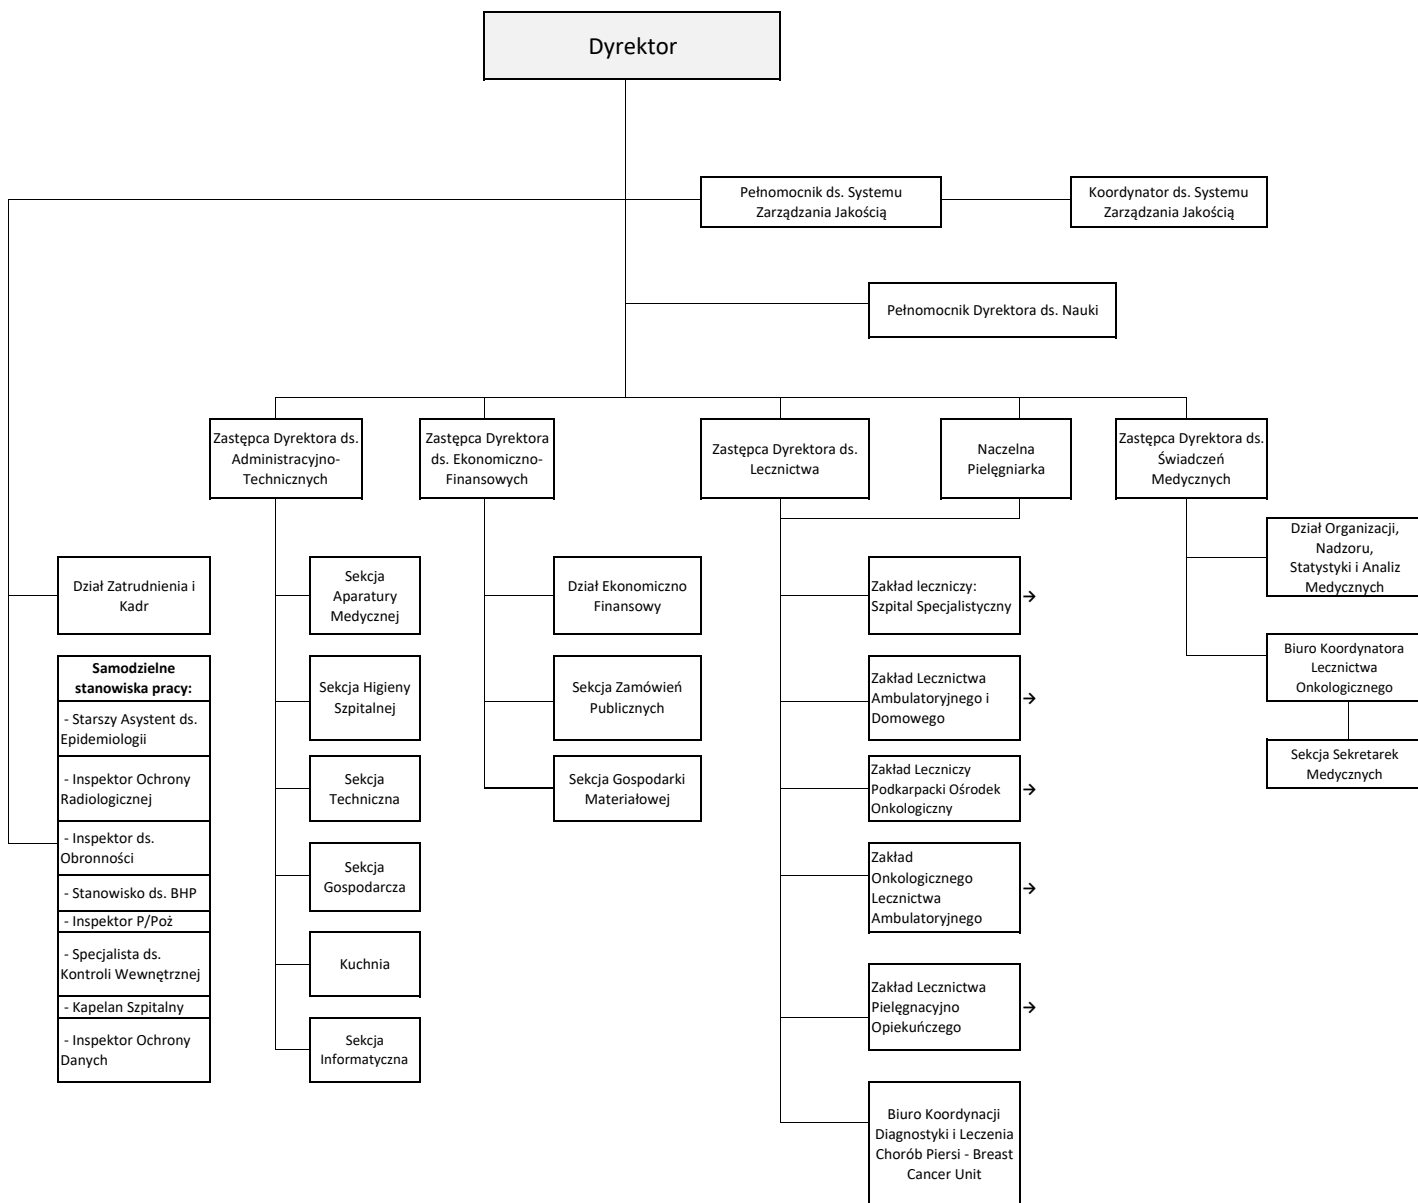 Dyrektor
Pełnomocnik ds. Systemu
Zarządzania Jakością
Koordynator ds. Systemu
Zarządzania Jakością
Pełnomocnik Dyrektora ds. Nauki
Zastępca Dyrektora ds.
Administracyjno-
Technicznych
Zastępca Dyrektora
ds. Ekonomiczno-
Finansowych
Zastępca Dyrektora ds.
Lecznictwa
Naczelna
Pielęgniarka
Zastępca Dyrektora ds.
Świadczeń
Medycznych
Dział Zatrudnienia i
Kadr
Samodzielne
stanowiska pracy:
- Starszy Asystent ds.
Epidemiologii
- Inspektor Ochrony
Radiologicznej
- Inspektor ds.
Obronności
- Stanowisko ds. BHP
- Inspektor P/Poż
- Specjalista ds.
Kontroli Wewnętrznej
- Kapelan Szpitalny
- Inspektor Ochrony
Danych
Sekcja
Aparatury
Medycznej
Sekcja Higieny
Szpitalnej
Sekcja
Techniczna
Sekcja
Gospodarcza
Kuchnia
Sekcja
Informatyczna
Dział Ekonomiczno
Finansowy
Sekcja Zamówień
Publicznych
Sekcja Gospodarki
Materiałowej
Zakład leczniczy:
Szpital Specjalistyczny →
Zakład Lecznictwa
Ambulatoryjnego i →
Domowego
Zakład Leczniczy
Podkarpacki Ośrodek →
Onkologiczny
Zakład
Onkologicznego
Lecznictwa →
Ambulatoryjnego
Zakład Lecznictwa
Pielęgnacyjno →
Opiekuńczego
Biuro Koordynacji
Diagnostyki i Leczenia
Chorób Piersi - Breast
Cancer Unit
Dział Organizacji,
Nadzoru,
Statystyki i Analiz
Medycznych
Biuro Koordynatora
Lecznictwa
Onkologicznego
Sekcja Sekretarek
Medycznych